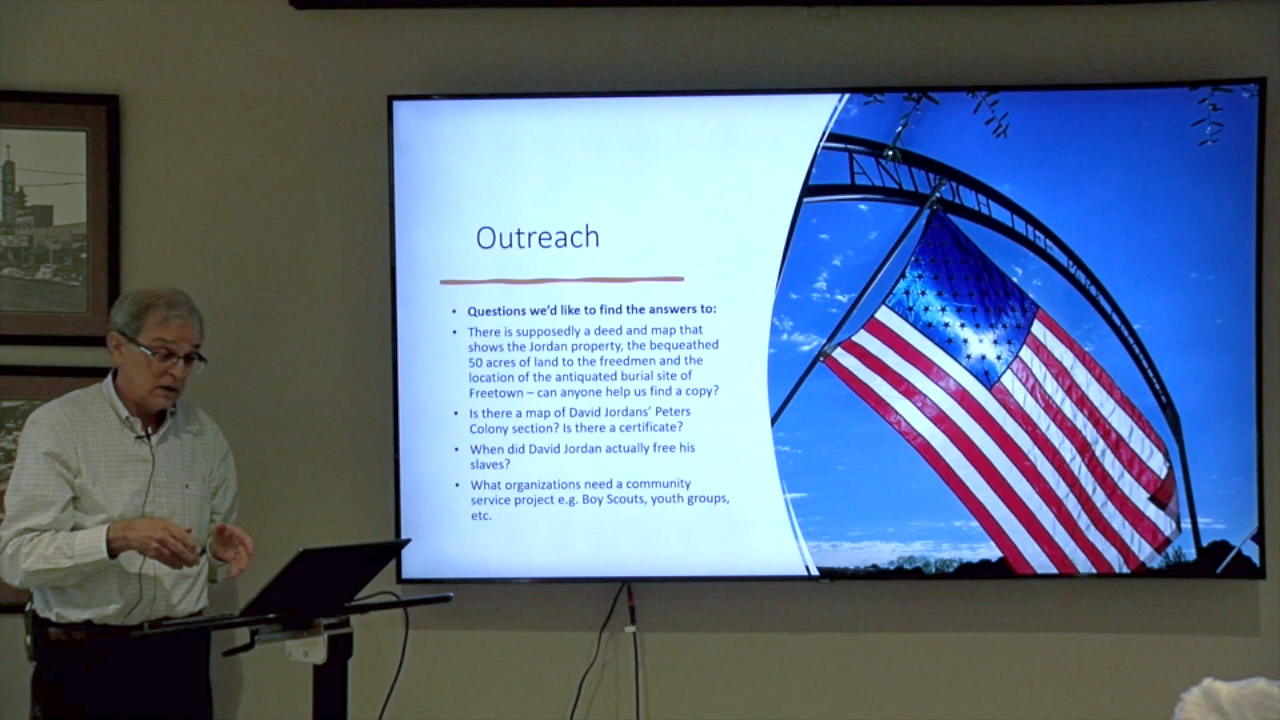 Outreach
• Questions we'd like to find the answers to:
• There is supposedly a deed and map that
shows the Jordan property, the bequeathed
50 acres of land to the freedmen and the
location of the antiquated burial site of
Freetown – can anyone help us find a copy?
• Is there a map of David Jordans' Peters
Colony section? Is there a certificate?
• When did David Jordan actually free his
slaves?
• What organizations need a community
service project e.g. Boy Scouts, youth groups,
etc.
ANTIOCH LIFE